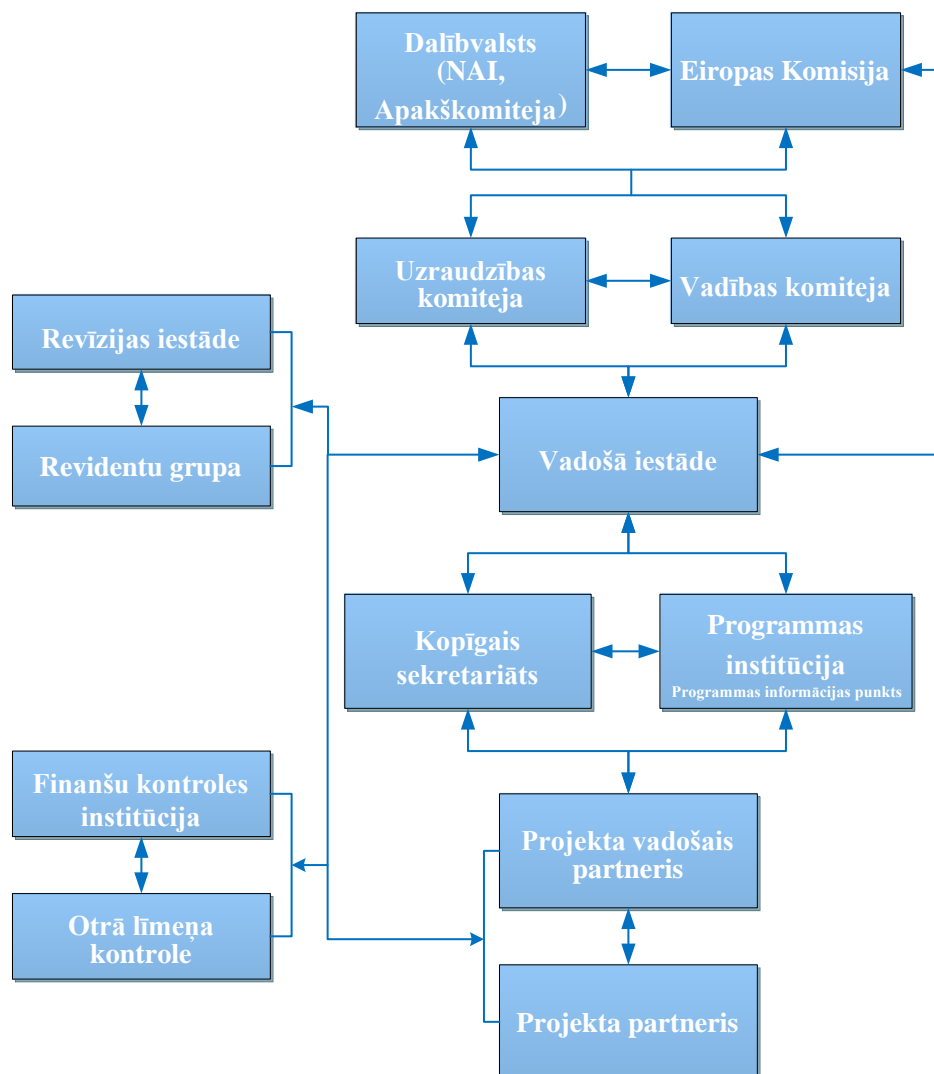 Dalībvalsts
(NAI,
Apakškomiteja)
Eiropas Komisija
Uzraudzības
komiteja
Vadības komiteja
Revīzijas iestāde
Revidentu grupa
Vadošā iestāde
Kopīgais
sekretariāts
Programmas
institūcija
Programmas informācijas punkts
Finanšu kontroles
institūcija
Otrā līmeņa
kontrole
Projekta vadošais
partneris
Projekta partneris